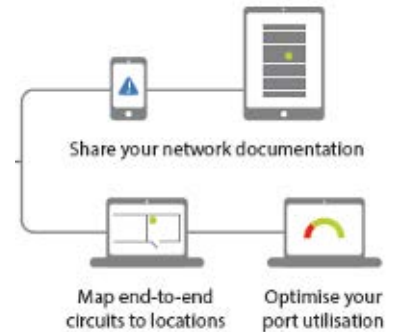 Share your network documentation
Map end-to-end
circuits to locations
Optimise your
port utilisation